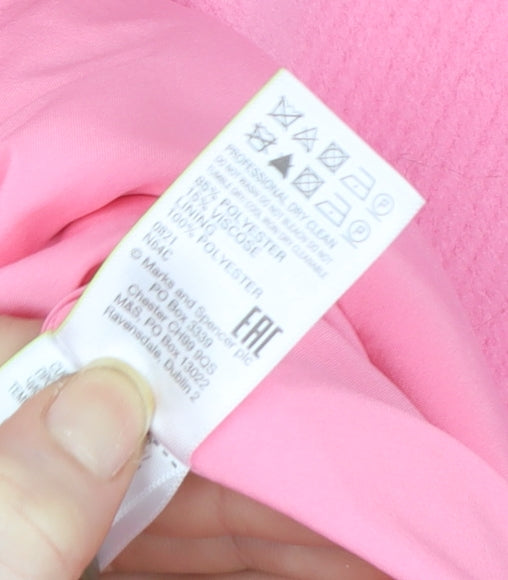 PROFESSIONAL DRY CLEAN
DO NOT WASH DO NOT BLEACH DO NOT
TUMBLE DRY COOL IRON DRY CLEANABLE
85% POLYESTER
15% VISCOSE
LINING
100% POLYESTER
0821
N64C
EAC
© Marks and Spencer plc
PO Box 3339
Chester CH99 9QS
M&S, PO Box 13022
Ravensdale, Dublin 2